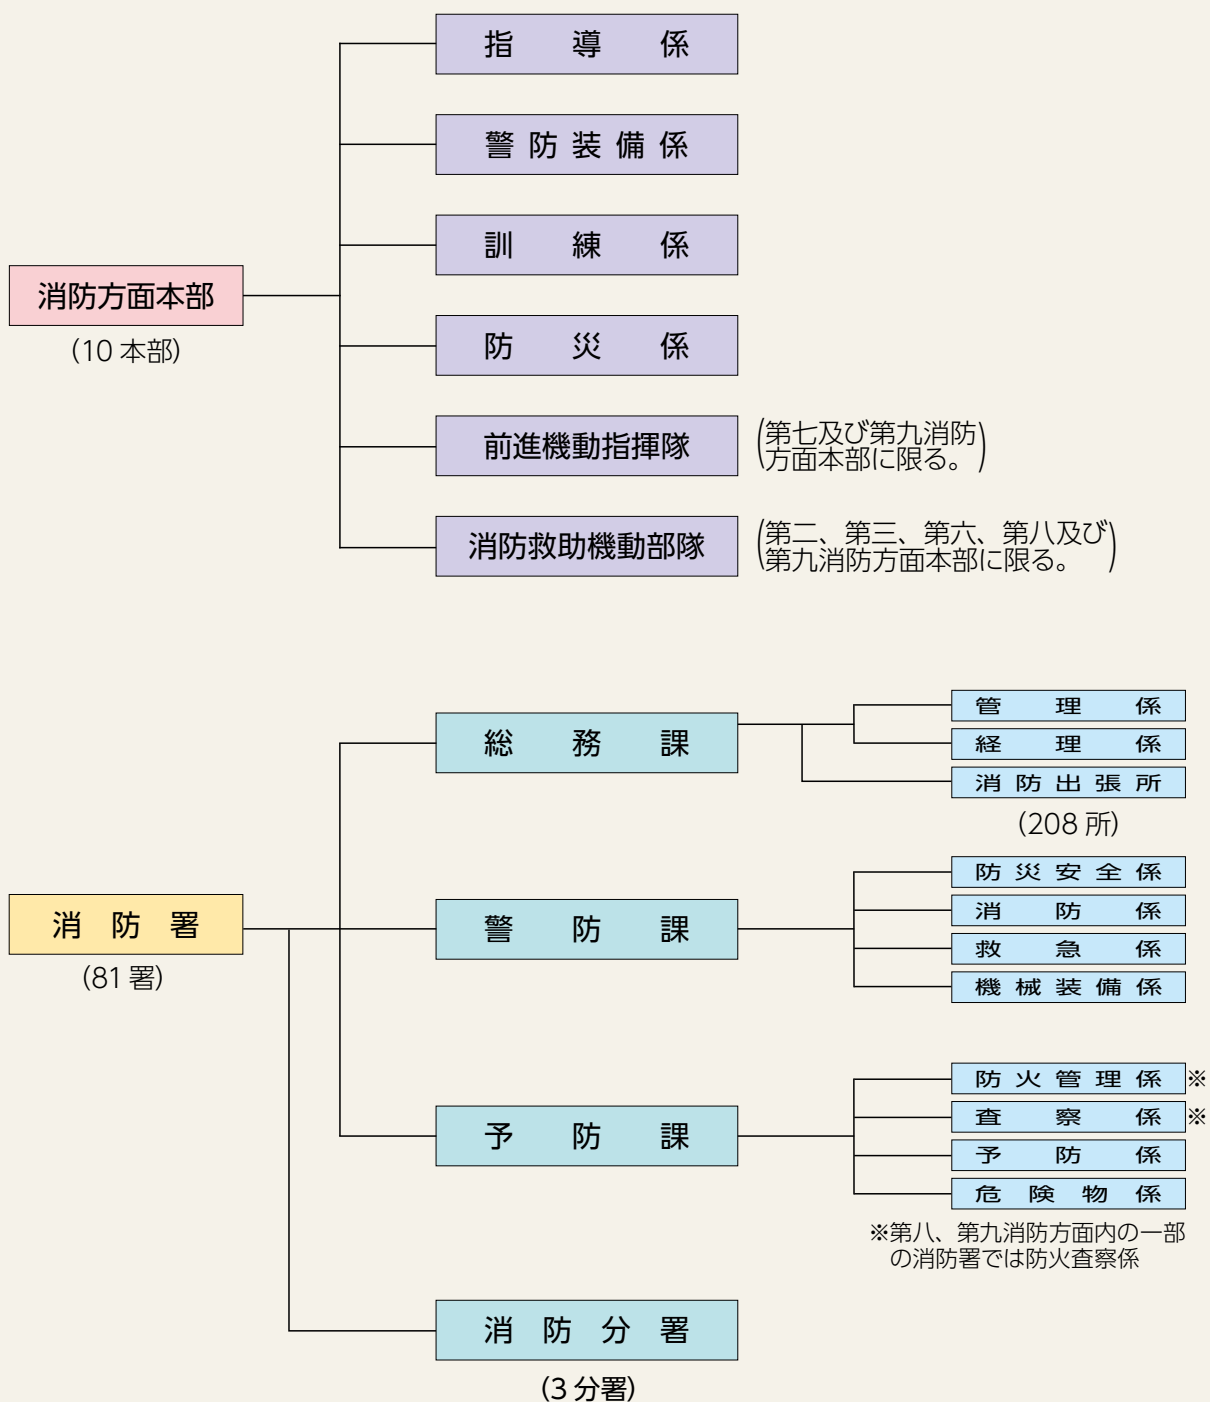 指導係
警防装備係
訓練係
消防方面本部
(10 本部)
防災係
前進機動指揮隊
(第七及び第九消防
方面本部に限る。)
消防救助機動部隊
(第二、第三、第六、第八及び
第九消防方面本部に限る。)
総務課
管理係
経理係
消防出張所
(208 所)
消防署
(81 署)
警防課
防災安全係
消防係
救急係
機械装備係
予防課
防火管理係※
査察係※
予防係
危険物係
※第八、第九消防方面内の一部
の消防署では防火査察係
消防分署
(3 分署)